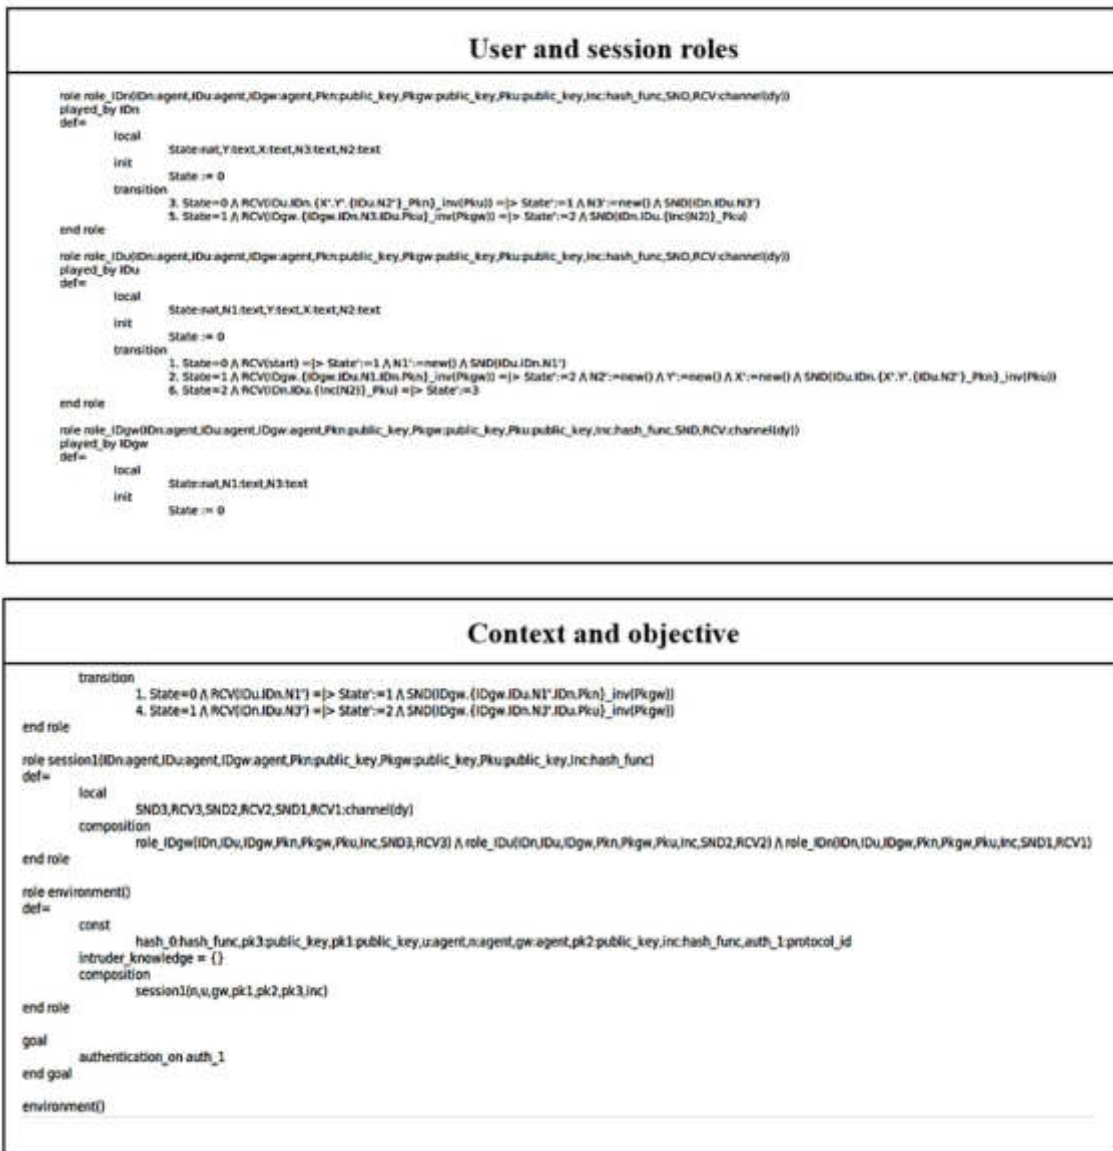 User and session roles
role role_IDn(IDn:agent,IDu:agent,IDgw:agent,Pkn:public_key,Pkgw:public_key,Pku:public_key,Inc:hash_func,SND,RCV:channel(dy))
played_by IDn
def=
local
State:nat,Y:text,X:text,N3:text,N2:text
init
State := 0
transition
3. State=0 /\ RCV(IDu.IDn.{X'.Y'.{IDu.N2'}_Pkn}_inv(Pku)) =|> State':=1 /\ N3':=new() /\ SND(IDn.IDu.N3')
5. State=1 /\ RCV(IDgw.{IDgw.IDn.N3.IDu.Pku}_inv(Pkgw)) =|> State':=2 /\ SND(IDn.IDu.{Inc(N2)}_Pku)
end role
role role_IDu(IDn:agent,IDu:agent,IDgw:agent,Pkn:public_key,Pkgw:public_key,Pku:public_key,Inc:hash_func,SND,RCV:channel(dy))
played_by IDu
def=
local
State:nat,N1:text,Y:text,X:text,N2:text
init
State := 0
transition
1. State=0 /\ RCV(start) =|> State':=1 /\ N1':=new() /\ SND(IDu.IDn.N1')
2. State=1 /\ RCV(IDgw.{IDgw.IDu.N1.IDn.Pkn}_inv(Pkgw)) =|> State':=2 /\ N2':=new() /\ Y':=new() /\ X':=new() /\ SND(IDu.IDn.{X'.Y'.{IDu.N2'}_Pkn}_inv(Pku))
6. State=2 /\ RCV(IDn.IDu.{Inc(N2)}_Pku) =|> State':=3
end role
role role_IDgw(IDn:agent,IDu:agent,IDgw:agent,Pkn:public_key,Pkgw:public_key,Pku:public_key,Inc:hash_func,SND,RCV:channel(dy))
played_by IDgw
def=
local
State:nat,N1:text,N3:text
init
State := 0
Context and objective
transition
1. State=0 /\ RCV(IDu.IDn.N1') =|> State':=1 /\ SND(IDgw.{IDgw.IDu.N1'.IDn.Pkn}_inv(Pkgw))
4. State=1 /\ RCV(IDn.IDu.N3') =|> State':=2 /\ SND(IDgw.{IDgw.IDn.N3'.IDu.Pku}_inv(Pkgw))
end role
role session1(IDn:agent,IDu:agent,IDgw:agent,Pkn:public_key,Pkgw:public_key,Pku:public_key,Inc:hash_func)
def=
local
SND3,RCV3,SND2,RCV2,SND1,RCV1:channel(dy)
composition
role_IDgw(IDn,IDu,IDgw,Pkn,Pkgw,Pku,Inc,SND3,RCV3) /\ role_IDu(IDn,IDu,IDgw,Pkn,Pkgw,Pku,Inc,SND2,RCV2) /\ role_IDn(IDn,IDu,IDgw,Pkn,Pkgw,Pku,Inc,SND1,RCV1)
end role
role environment()
def=
const
hash_0:hash_func,pk3:public_key,pk1:public_key,u:agent,n:agent,gw:agent,pk2:public_key,inc:hash_func,auth_1:protocol_id
intruder_knowledge = {}
composition
session1(n,u,gw,pk1,pk2,pk3,inc)
end role
goal
authentication_on auth_1
end goal
environment()